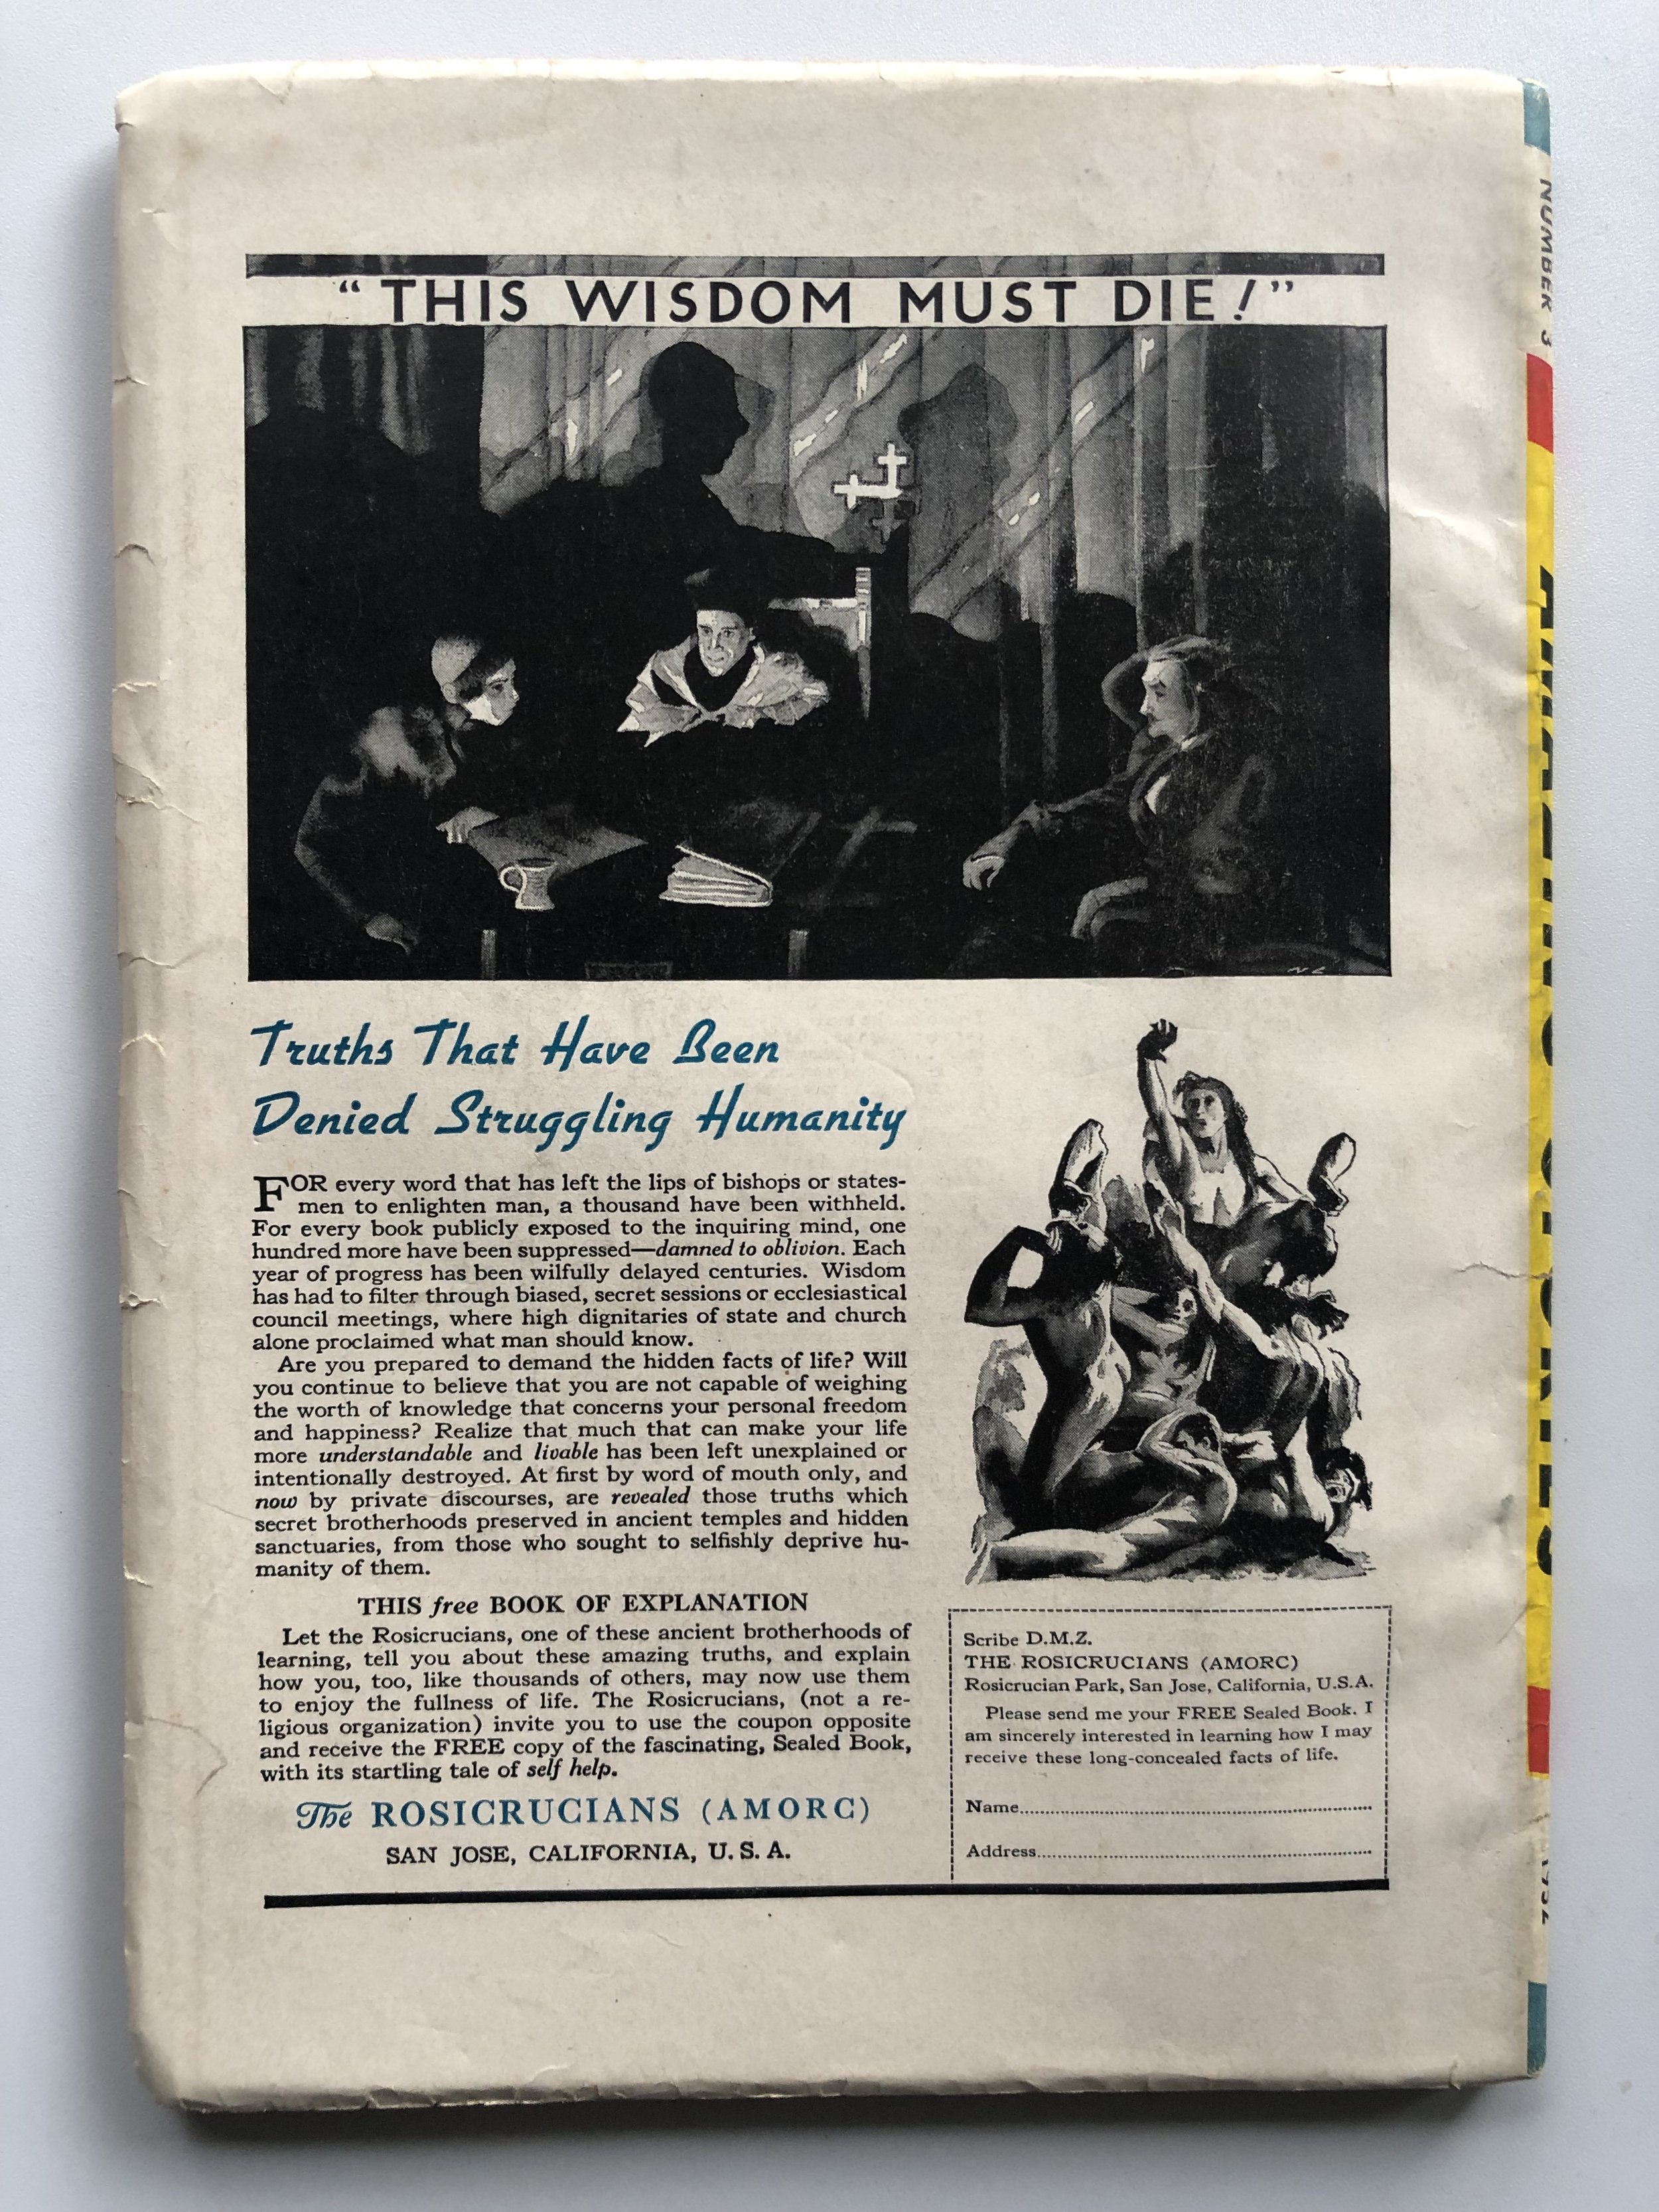 “THIS WISDOM MUST DIE!”
N C
Truths That Have Been
Denied Struggling Humanity
FOR every word that has left the lips of bishops or states-
men to enlighten man, a thousand have been withheld.
For every book publicly exposed to the inquiring mind, one
hundred more have been suppressed—damned to oblivion. Each
year of progress has been wilfully delayed centuries. Wisdom
has had to filter through biased, secret sessions or ecclesiastical
council meetings, where high dignitaries of state and church
alone proclaimed what man should know.
Are you prepared to demand the hidden facts of life? Will
you continue to believe that you are not capable of weighing
the worth of knowledge that concerns your personal freedom
and happiness? Realize that much that can make your life
more understandable and livable has been left unexplained or
intentionally destroyed. At first by word of mouth only, and
now by private discourses, are revealed those truths which
secret brotherhoods preserved in ancient temples and hidden
sanctuaries, from those who sought to selfishly deprive hu-
manity of them.
THIS free BOOK OF EXPLANATION
Let the Rosicrucians, one of these ancient brotherhoods of
learning, tell you about these amazing truths, and explain
how you, too, like thousands of others, may now use them
to enjoy the fullness of life. The Rosicrucians, (not a re-
ligious organization) invite you to use the coupon opposite
and receive the FREE copy of the fascinating, Sealed Book,
with its startling tale of self help.
The ROSICRUCIANS (AMORC)
SAN JOSE, CALIFORNIA, U. S. A.
Scribe D.M.Z.
THE ROSICRUCIANS (AMORC)
Rosicrucian Park, San Jose, California, U.S.A.
Please send me your FREE Sealed Book. I
am sincerely interested in learning how I may
receive these long-concealed facts of life.
Name
Address
NUMBER 3
AMAZING STORIES
1952